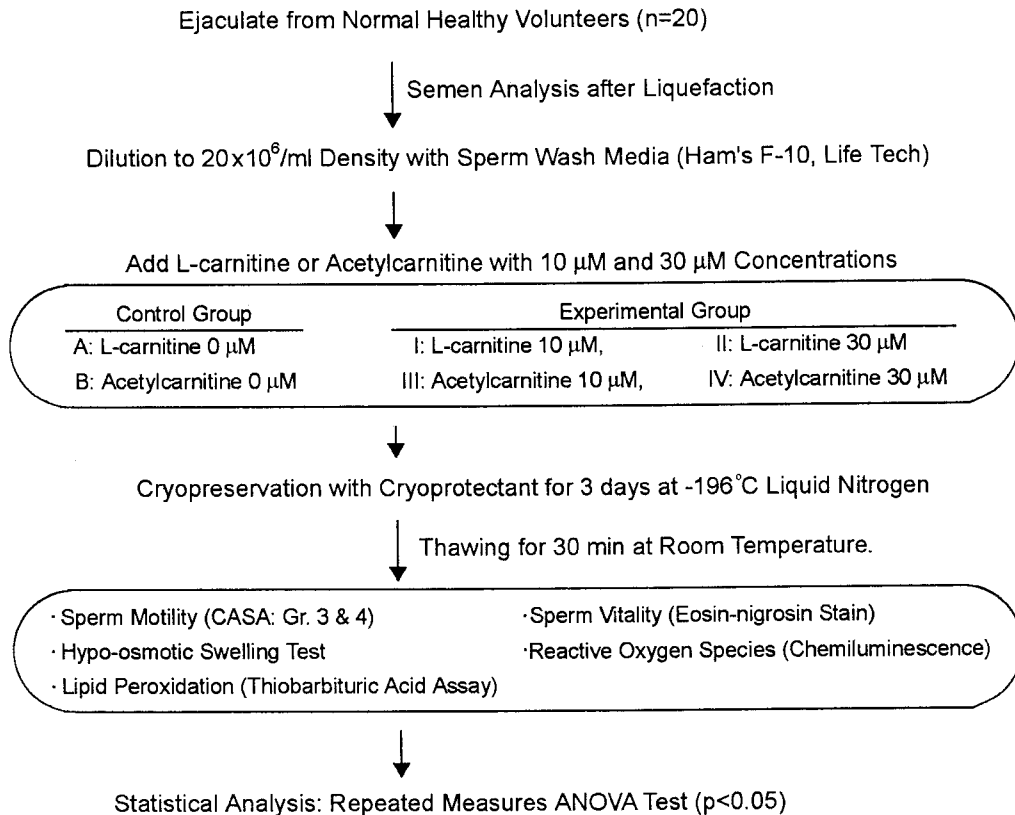 Ejaculate from Normal Healthy Volunteers (n=20)
Semen Analysis after Liquefaction
Dilution to 20x10⁶/ml Density with Sperm Wash Media (Ham's F-10, Life Tech)
Add L-carnitine or Acetylcarnitine with 10 μM and 30 μM Concentrations
Control Group Experimental Group
A: L-carnitine 0 μM I: L-carnitine 10 μM, II: L-carnitine 30 μM
B: Acetylcarnitine 0 μM III: Acetylcarnitine 10 μM, IV: Acetylcarnitine 30 μM
Cryopreservation with Cryoprotectant for 3 days at -196°C Liquid Nitrogen
Thawing for 30 min at Room Temperature.
·Sperm Motility (CASA: Gr. 3 & 4) ·Sperm Vitality (Eosin-nigrosin Stain)
·Hypo-osmotic Swelling Test ·Reactive Oxygen Species (Chemiluminescence)
·Lipid Peroxidation (Thiobarbituric Acid Assay)
Statistical Analysis: Repeated Measures ANOVA Test (p<0.05)